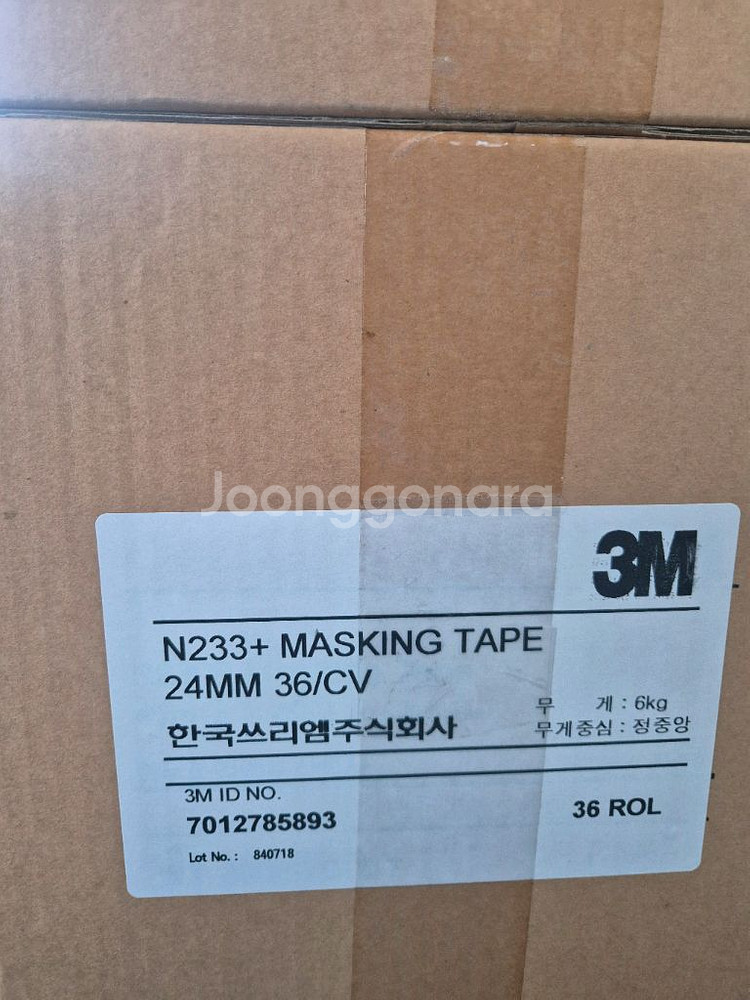 Joonggonara
3M
N233+ MASKING TAPE
24MM 36/CV
무 게 : 6kg
한국쓰리엠주식회사
무게중심 : 정중앙
3M ID NO.
7012785893
36 ROL
Lot No. : 840718